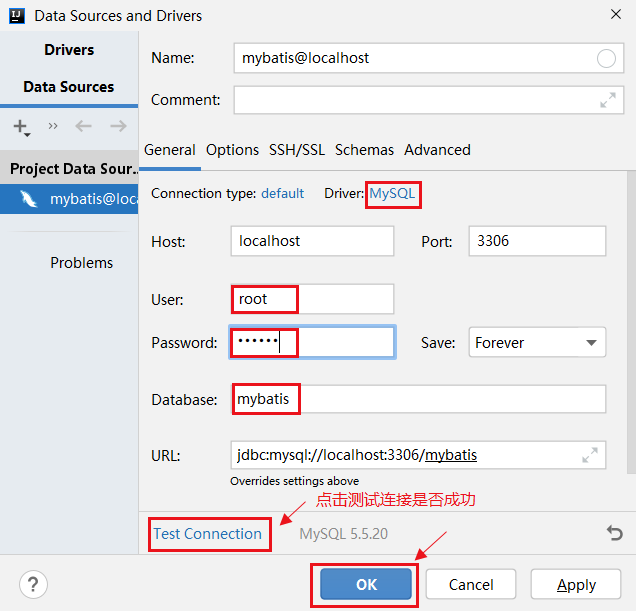 Data Sources and Drivers
Drivers
Data Sources
Project Data Sour..
mybatis@loca
Problems
Name: mybatis@localhost
Comment:
General Options SSH/SSL Schemas Advanced
Connection type: default Driver: MySQL
Host: localhost Port: 3306
User: root
Password: •••••• Save: Forever
Database: mybatis
URL: jdbc:mysql://localhost:3306/mybatis
Overrides settings above
点击测试连接是否成功
Test Connection MySQL 5.5.20
? OK Cancel Apply